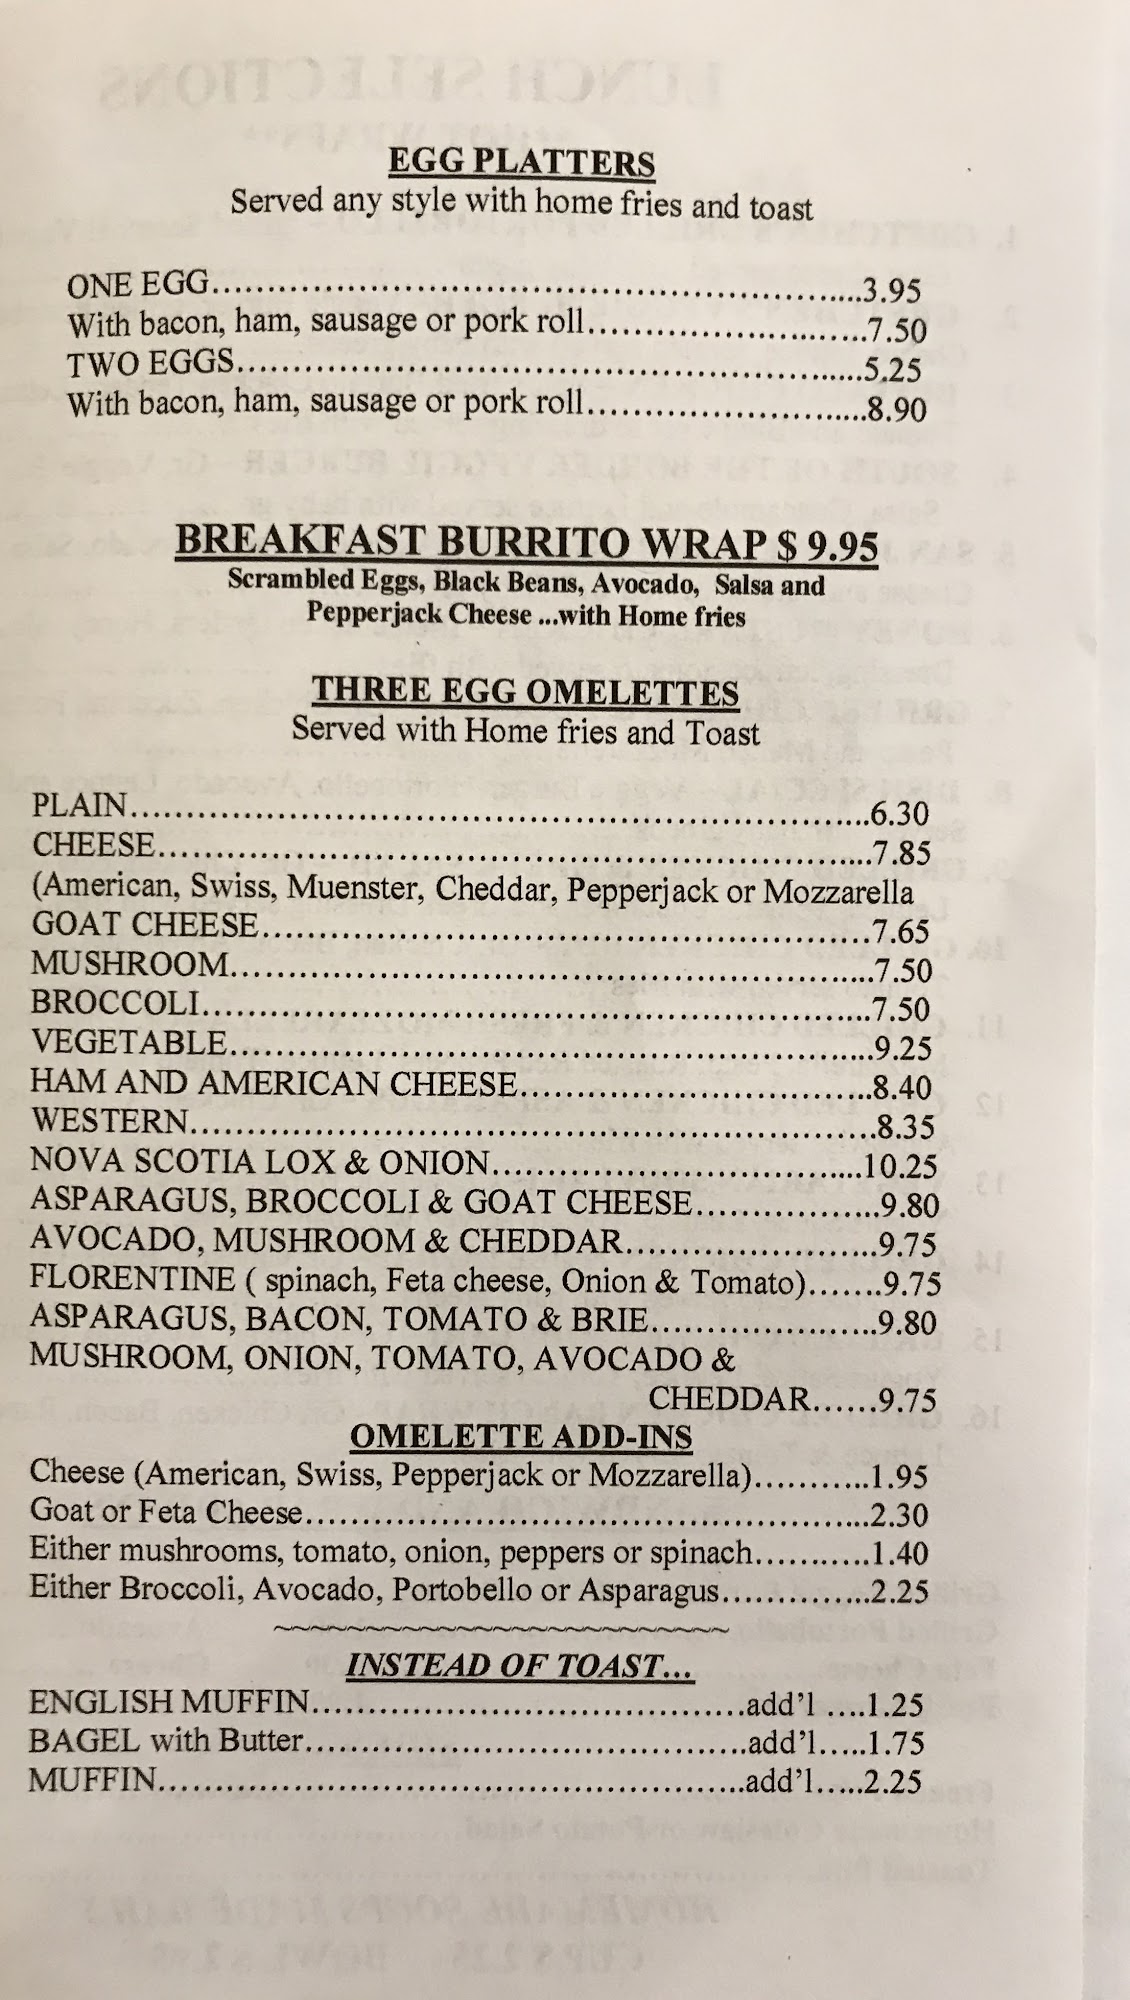 EGG PLATTERS
Served any style with home fries and toast
ONE EGG..........................................................3.95
With bacon, ham, sausage or pork roll.........................7.50
TWO EGGS........................................................5.25
With bacon, ham, sausage or pork roll.........................8.90
BREAKFAST BURRITO WRAP $ 9.95
Scrambled Eggs, Black Beans, Avocado, Salsa and
Pepperjack Cheese ...with Home fries
THREE EGG OMELETTES
Served with Home fries and Toast
PLAIN..................................................................6.30
CHEESE................................................................7.85
(American, Swiss, Muenster, Cheddar, Pepperjack or Mozzarella
GOAT CHEESE......................................................7.65
MUSHROOM.........................................................7.50
BROCCOLI............................................................7.50
VEGETABLE.........................................................9.25
HAM AND AMERICAN CHEESE................................8.40
WESTERN.............................................................8.35
NOVA SCOTIA LOX & ONION.................................10.25
ASPARAGUS, BROCCOLI & GOAT CHEESE.................9.80
AVOCADO, MUSHROOM & CHEDDAR.......................9.75
FLORENTINE ( spinach, Feta cheese, Onion & Tomato).......9.75
ASPARAGUS, BACON, TOMATO & BRIE.....................9.80
MUSHROOM, ONION, TOMATO, AVOCADO &
CHEDDAR......9.75
OMELETTE ADD-INS
Cheese (American, Swiss, Pepperjack or Mozzarella)...........1.95
Goat or Feta Cheese...................................................2.30
Either mushrooms, tomato, onion, peppers or spinach...........1.40
Either Broccoli, Avocado, Portobello or Asparagus..............2.25
~~~~~~~~~~~~~~~~~~~~~~~~~~~~~
INSTEAD OF TOAST...
ENGLISH MUFFIN.......................................add'l ....1.25
BAGEL with Butter........................................add'l.....1.75
MUFFIN.....................................................add'l.....2.25